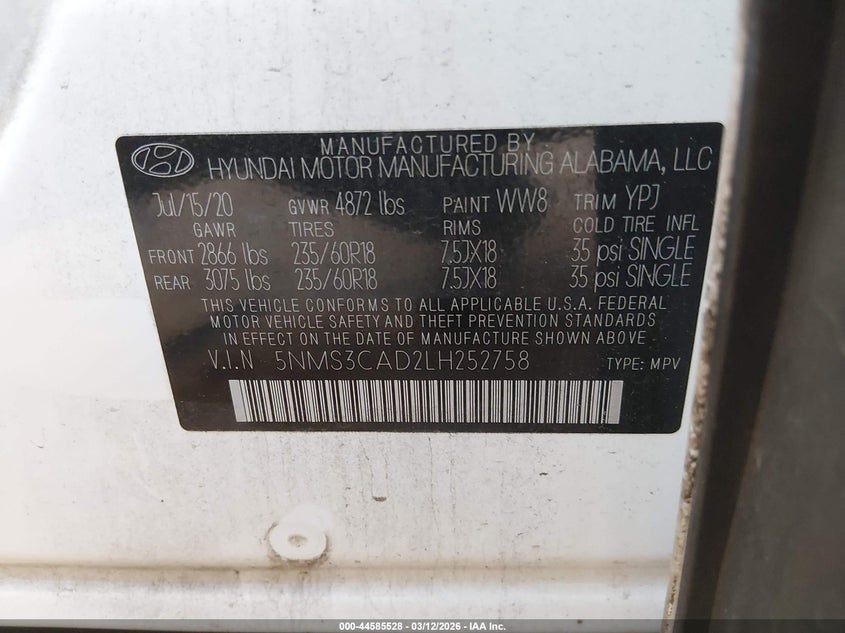 MANUFACTURED BY
HYUNDAI MOTOR MANUFACTURING ALABAMA, LLC
Jul/15/20 GVWR 4872 lbs PAINT WW8 TRIM YPJ
GAWR TIRES RIMS COLD TIRE INFL
FRONT 2866 lbs 235/60R18 7.5JX18 35 psi SINGLE
REAR 3075 lbs 235/60R18 7.5JX18 35 psi SINGLE
THIS VEHICLE CONFORMS TO ALL APPLICABLE U.S.A. FEDERAL
MOTOR VEHICLE SAFETY AND THEFT PREVENTION STANDARDS
IN EFFECT ON THE DATE OF MANUFACTURE SHOWN ABOVE
V.I.N 5NMS3CAD2LH252758 TYPE: MPV
000-44585528 - 03/12/2026 - IAA Inc.